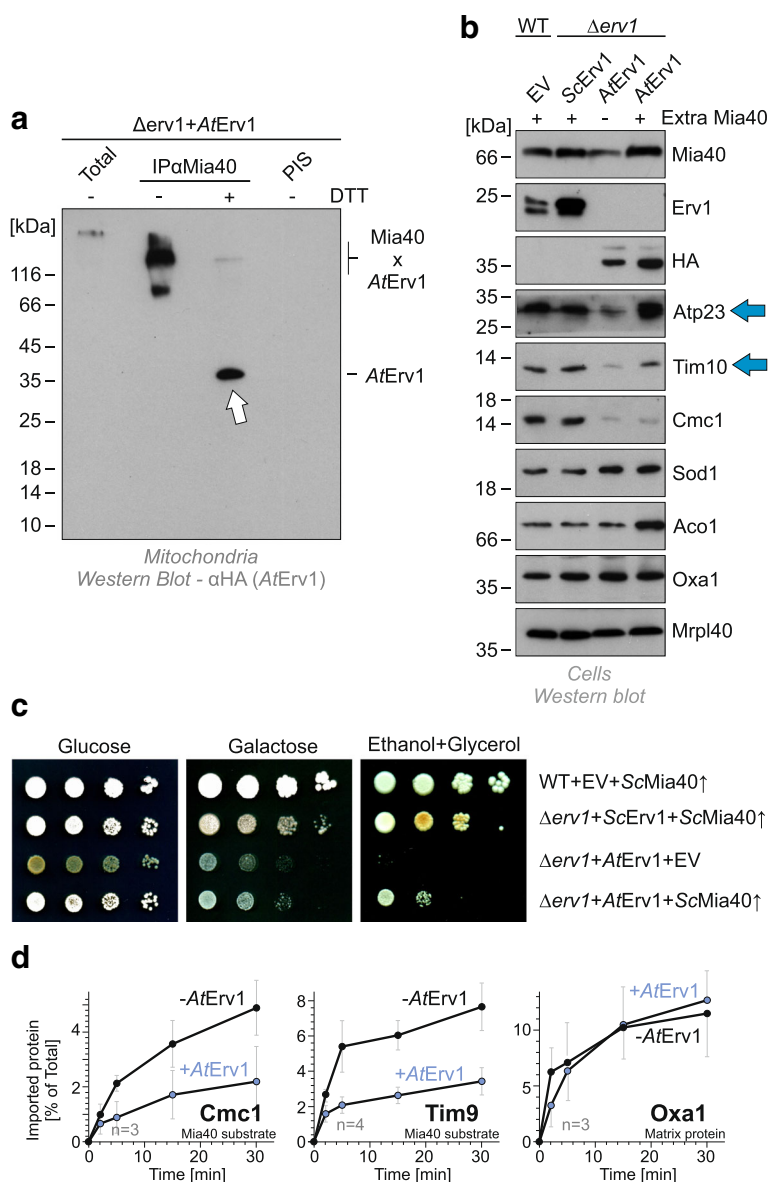 a
Δerv1+AtErv1
Total
IPαMia40
PIS
- - + - DTT
[kDa]
116
66
45
35
25
18
14
10
Mia40
x
AtErv1
AtErv1
Mitochondria
Western Blot - αHA (AtErv1)
b
WT Δerv1
EV ScErv1 AtErv1 AtErv1
[kDa] + + - + Extra Mia40
66 Mia40
25 Erv1
35 HA
35
25 Atp23
14 Tim10
18
14 Cmc1
18 Sod1
66 Aco1
35 Oxa1
35 Mrpl40
Cells
Western blot
c
Glucose Galactose Ethanol+Glycerol
WT+EV+ScMia40↑
Δerv1+ScErv1+ScMia40↑
Δerv1+AtErv1+EV
Δerv1+AtErv1+ScMia40↑
d
Imported protein
[% of Total]
4
2
0
-AtErv1
+AtErv1
n=3
Cmc1
Mia40 substrate
0 10 20 30
Time [min]
8
6
4
2
0
-AtErv1
+AtErv1
n=4
Tim9
Mia40 substrate
0 10 20 30
Time [min]
10
5
0
+AtErv1
-AtErv1
n=3
Oxa1
Matrix protein
0 10 20 30
Time [min]